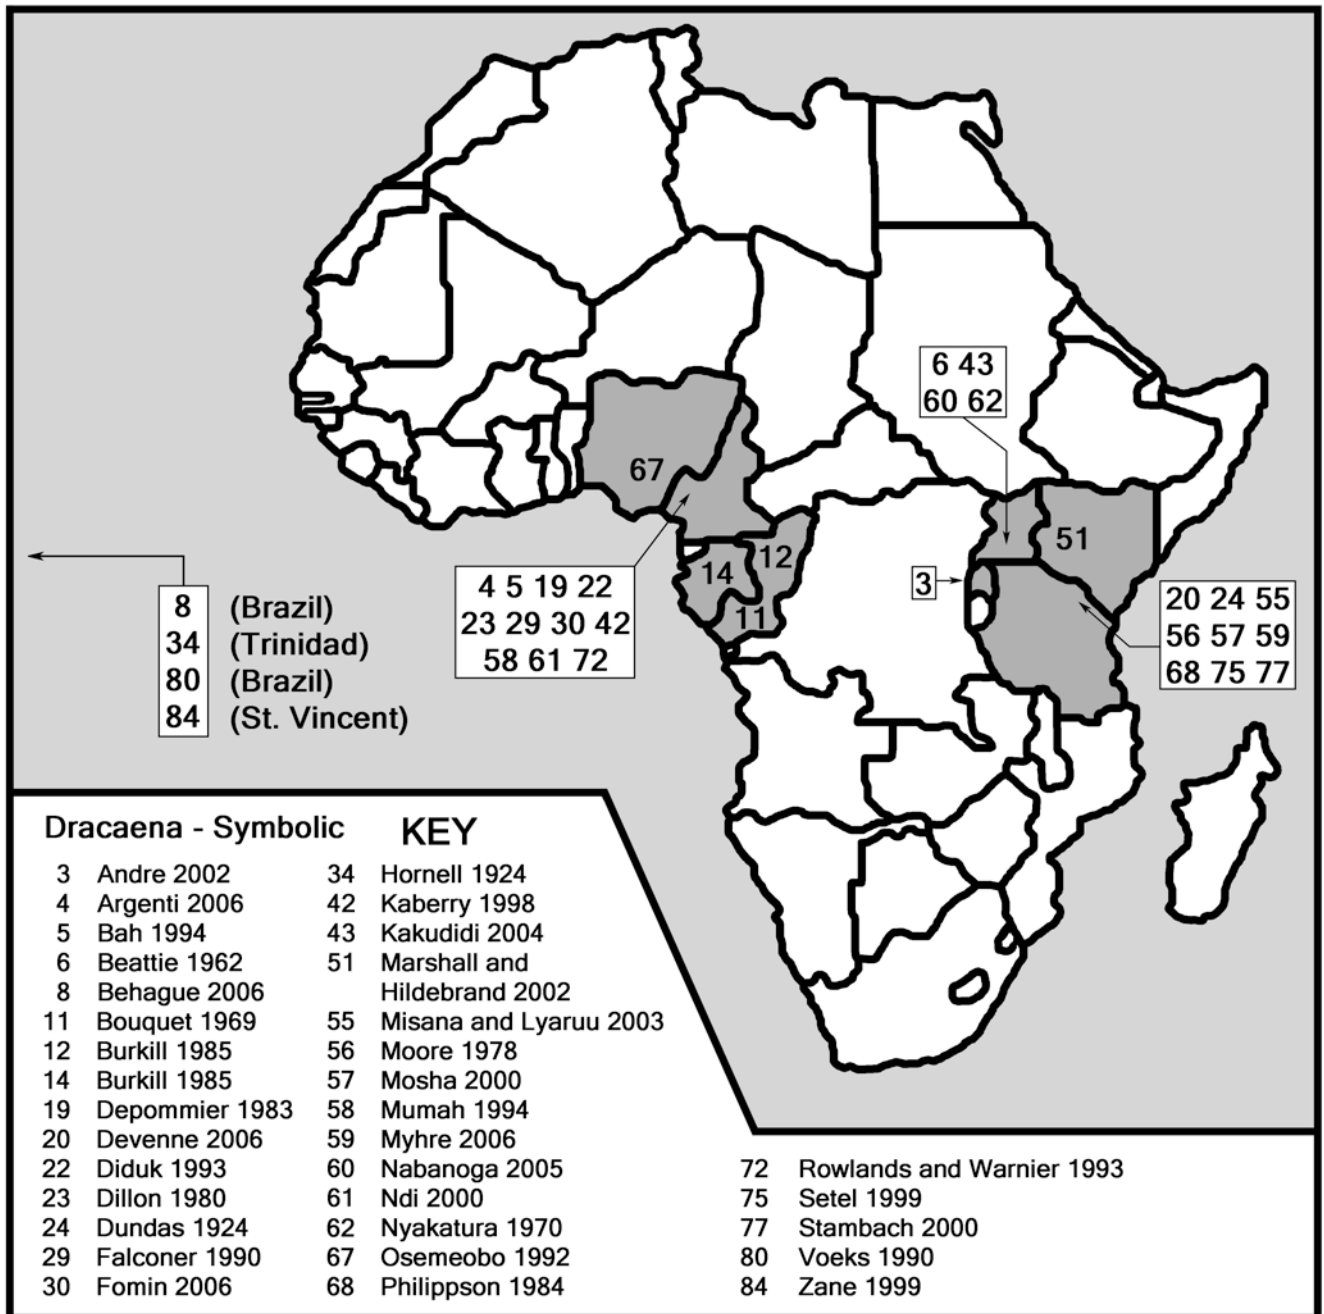 6 43
60 62
67
51
12
14
3
11
4 5 19 22
23 29 30 42
58 61 72
20 24 55
56 57 59
68 75 77
8 (Brazil)
34 (Trinidad)
80 (Brazil)
84 (St. Vincent)
Dracaena - Symbolic KEY
3 Andre 2002
4 Argenti 2006
5 Bah 1994
6 Beattie 1962
8 Behague 2006
11 Bouquet 1969
12 Burkill 1985
14 Burkill 1985
19 Depommier 1983
20 Devenne 2006
22 Diduk 1993
23 Dillon 1980
24 Dundas 1924
29 Falconer 1990
30 Fomin 2006
34 Hornell 1924
42 Kaberry 1998
43 Kakudidi 2004
51 Marshall and
Hildebrand 2002
55 Misana and Lyaruu 2003
56 Moore 1978
57 Mosha 2000
58 Mumah 1994
59 Myhre 2006
60 Nabanoga 2005
61 Ndi 2000
62 Nyakatura 1970
67 Osemeobo 1992
68 Philippson 1984
72 Rowlands and Warnier 1993
75 Setel 1999
77 Stambach 2000
80 Voeks 1990
84 Zane 1999